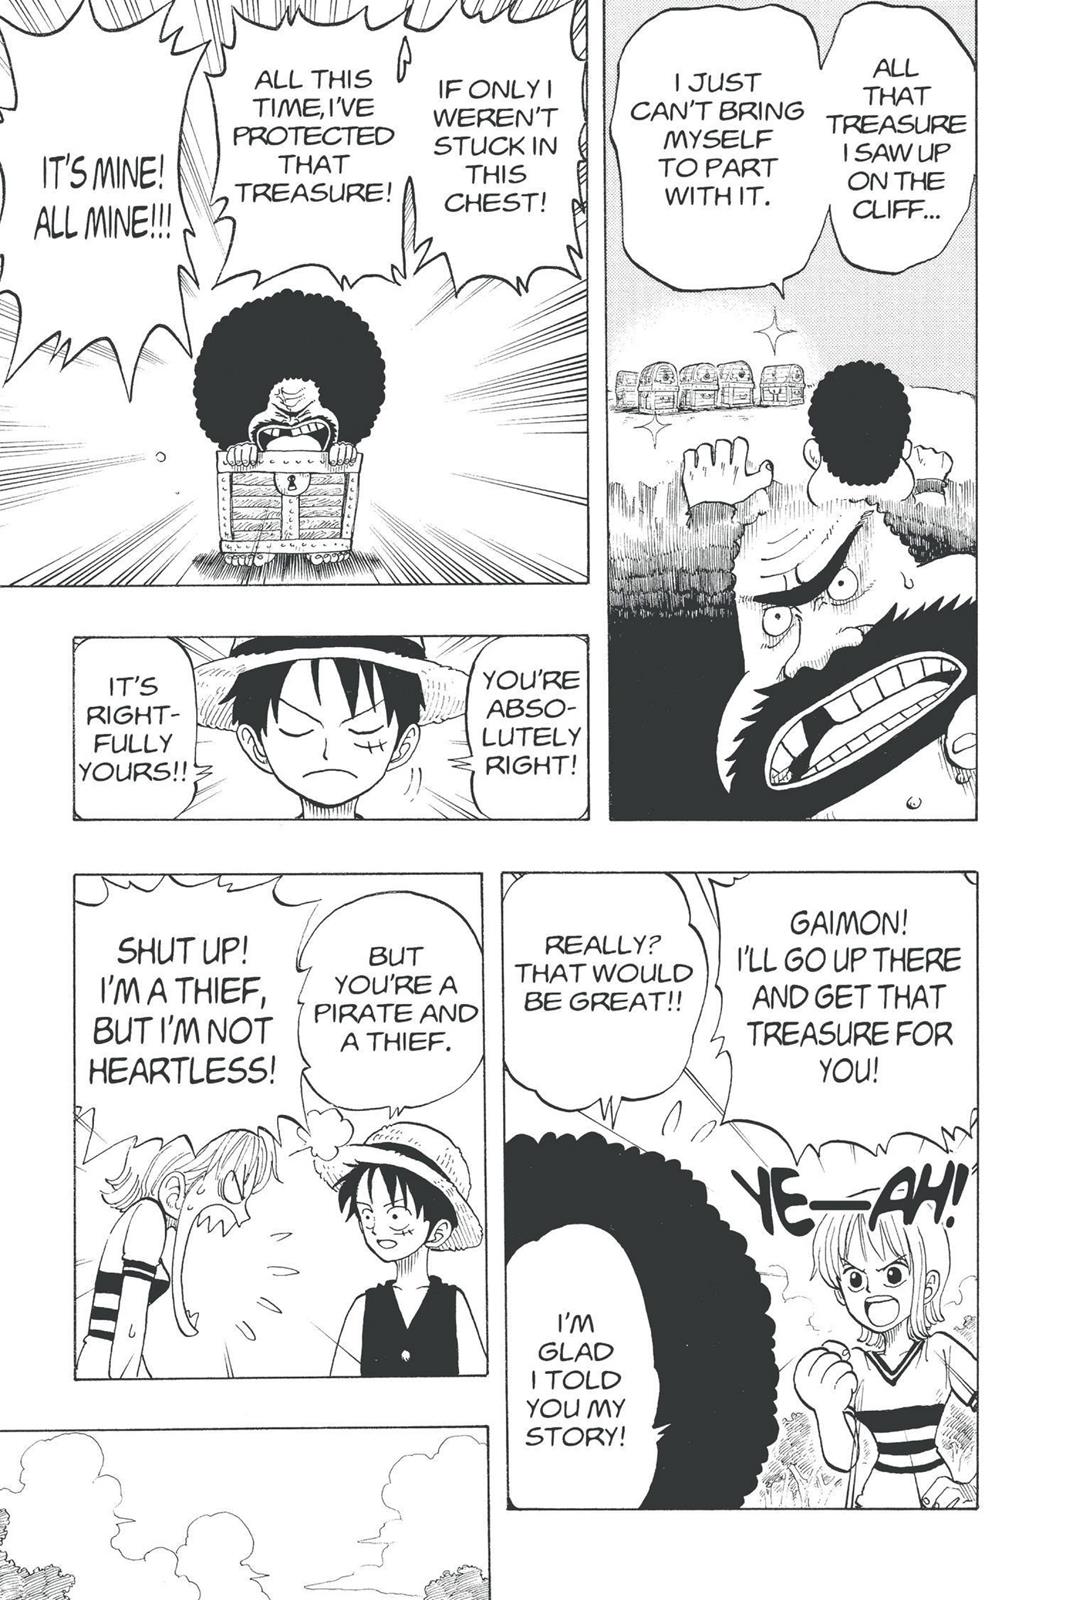 ALL
THAT
TREASURE
I SAW UP
ON THE
CLIFF...
I JUST
CAN'T BRING
MYSELF
TO PART
WITH IT.
IF ONLY I
WEREN'T
STUCK IN
THIS
CHEST!
ALL THIS
TIME, I'VE
PROTECTED
THAT
TREASURE!
IT'S MINE!
ALL MINE!!!
YOU'RE
ABSO-
LUTELY
RIGHT!
IT'S
RIGHT-
FULLY
YOURS!!
GAIMON!
I'LL GO UP THERE
AND GET THAT
TREASURE FOR
YOU!
YE—AH!
REALLY?
THAT WOULD
BE GREAT!!
I'M
GLAD
I TOLD
YOU MY
STORY!
BUT
YOU'RE A
PIRATE AND
A THIEF.
SHUT UP!
I'M A THIEF,
BUT I'M NOT
HEARTLESS!